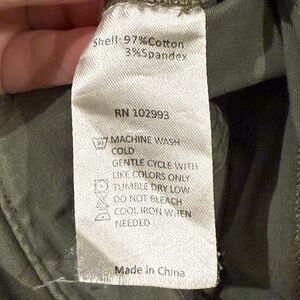 Shell: 97%Cotton
3%Spandex
RN 102993
MACHINE WASH
COLD
GENTLE CYCLE WITH
LIKE COLORS ONLY
TUMBLE DRY LOW
DO NOT BLEACH
COOL IRON WHEN
NEEDED
Made in China